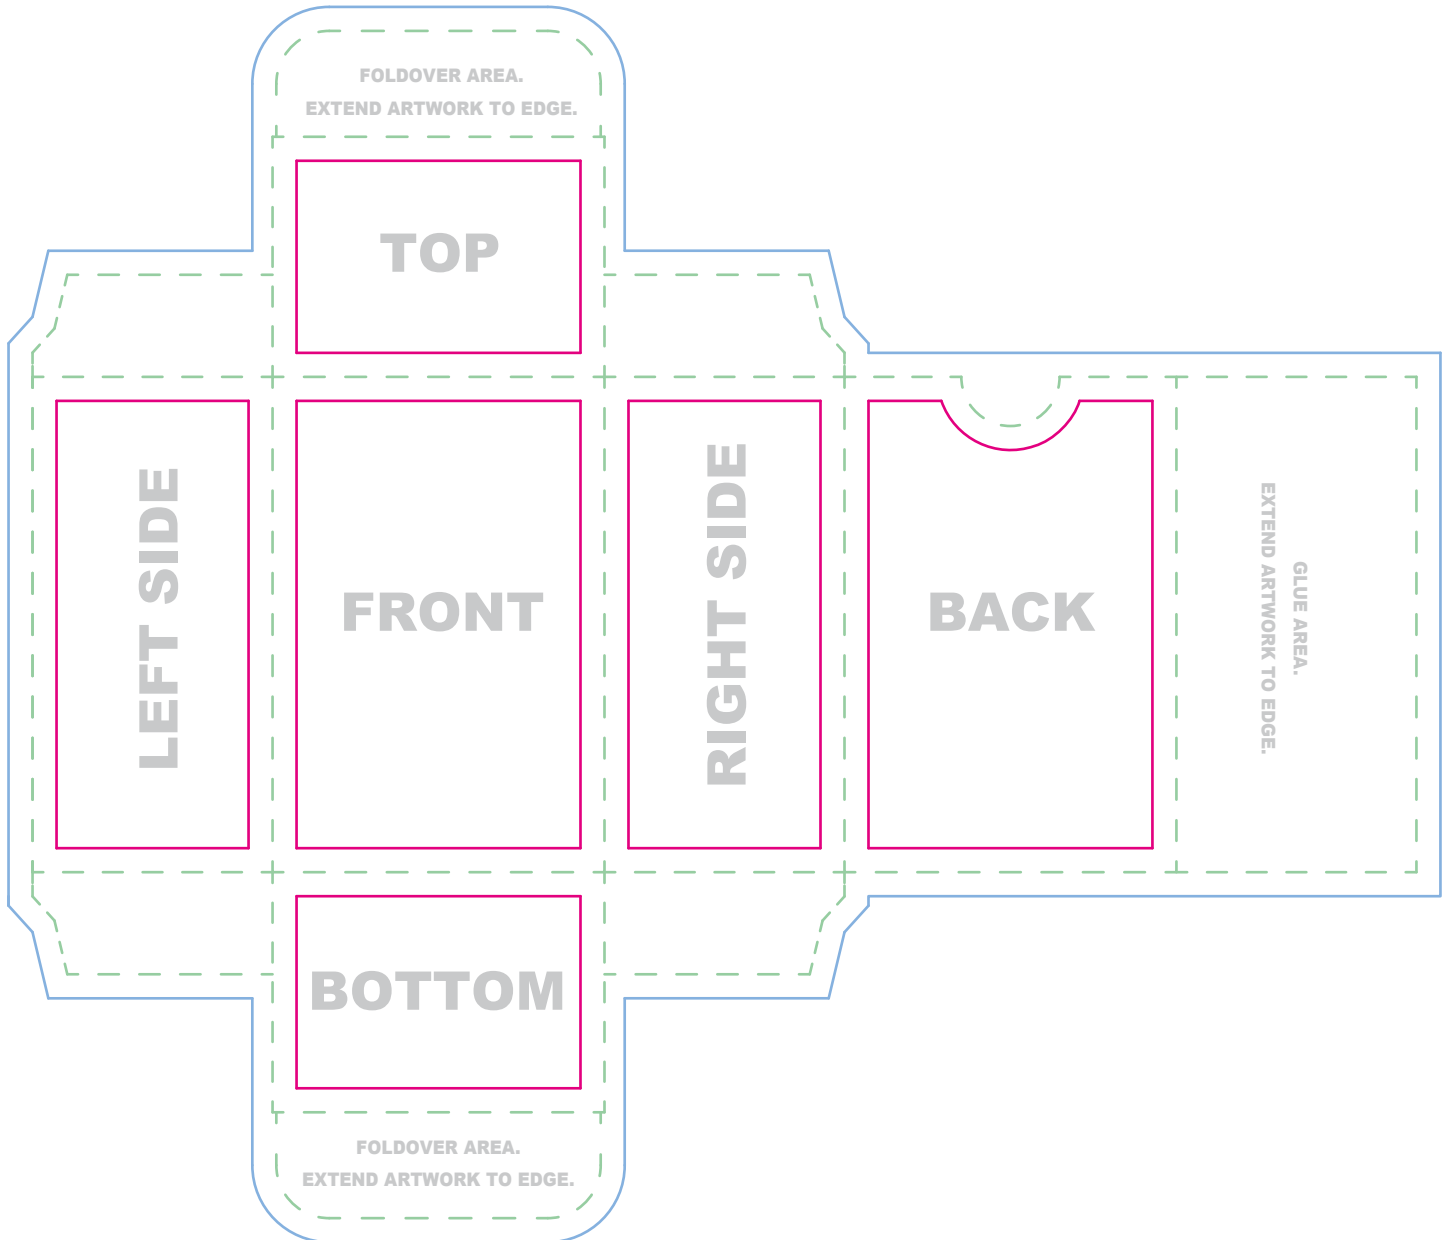 FOLDOVER AREA.
EXTEND ARTWORK TO EDGE.
TOP
LEFT SIDE
FRONT
RIGHT SIDE
BACK
GLUE AREA.
EXTEND ARTWORK TO EDGE.
BOTTOM
FOLDOVER AREA.
EXTEND ARTWORK TO EDGE.